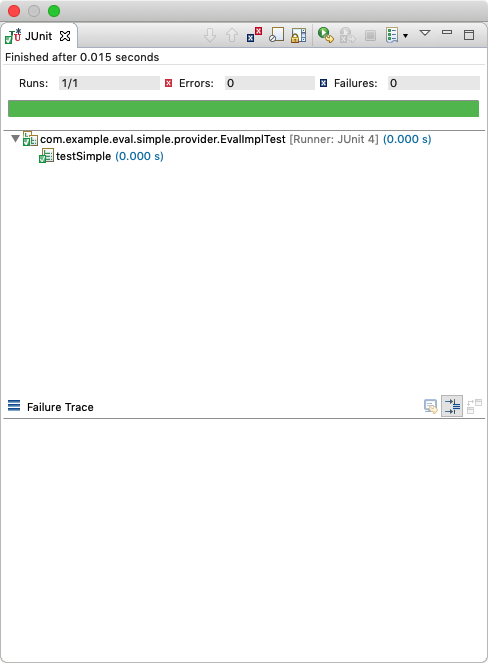 JUnit
Finished after 0.015 seconds
Runs: 1/1 Errors: 0 Failures: 0
com.example.eval.simple.provider.EvalImplTest [Runner: JUnit 4] (0.000 s)
testSimple (0.000 s)
Failure Trace